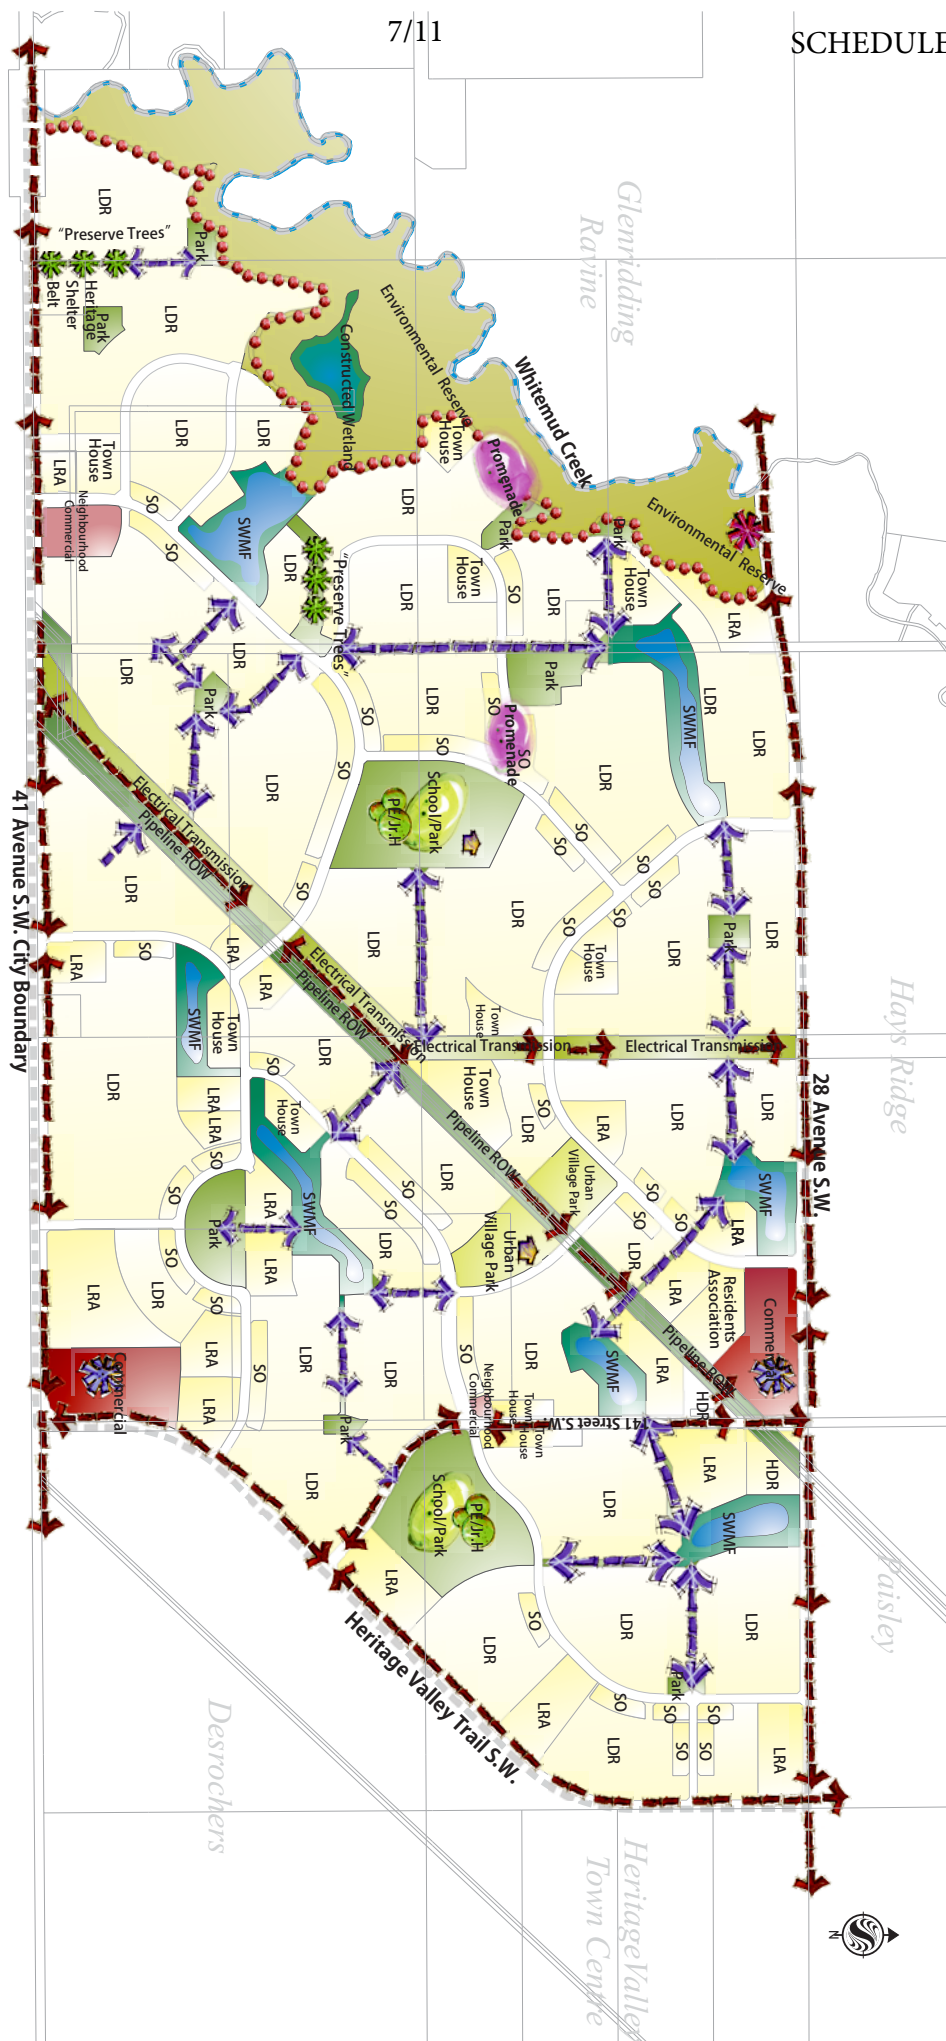 7/11
SCHEDULE
Glenridding
Ravine
LDR
"Preserve Trees"
Park
Heritage
Shelter
Belt
Park
LDR
Environmental Reserve
Constructed Wetland
Whitemud Creek
LDR
LDR
Town
House
LRA
Town
House
Promenade
Neighbourhood
Commercial
SO
SO
SWMF
LDR
Park
Park
Environmental Reserve
LDR
"Preserve Trees"
LDR
Town
House
SO
LDR
Town
House
LRA
LDR
LDR
Park
Park
SO
SO
LDR
SO
SO
Promenade
LDR
SWMF
LDR
LDR
LDR
SO
School/Park
PE/Jr.H
SO
SO
SO
Electrical Transmission
Pipeline ROW
LDR
SO
LDR
LDR
SO
SO
Town
House
LDR
Park
LDR
41 Avenue S.W. City Boundary
SO
LRA
LRA
LRA
Electrical Transmission
Pipeline ROW
Town
House
Electrical Transmission
Electrical Transmission
Hays Ridge
SWMF
Town
House
LDR
LDR
SO
LRA
LRA
SO
Town
House
Town
House
SO
LDR
LRA
LDR
LDR
28 Avenue S.W.
Pipeline ROW
SO
SO
Park
LRA
SWMF
LRA
SO
LDR
LDR
Urban
Village Park
Urban
Village Park
SO
SO
SO
LDR
LRA
SWMF
LRA
LDR
SO
LRA
LRA
SO
LDR
LDR
SO
LDR
LRA
Residents
Association
Commercial
Pipeline ROW
SWMF
LRA
HDR
Commercial
Park
Neighbourhood
Commercial
Town
House
Town
House
141 Street S.W.
LRA
HDR
LDR
School/Park
PE/Jr.H
LDR
SWMF
LRA
SO
LDR
LDR
LDR
Paisley
Heritage Valley Trail S.W.
LRA
LDR
SO
Park
SO
SO
SO
SO
LRA
Desrochers
Heritage Valley
Town Centre
N